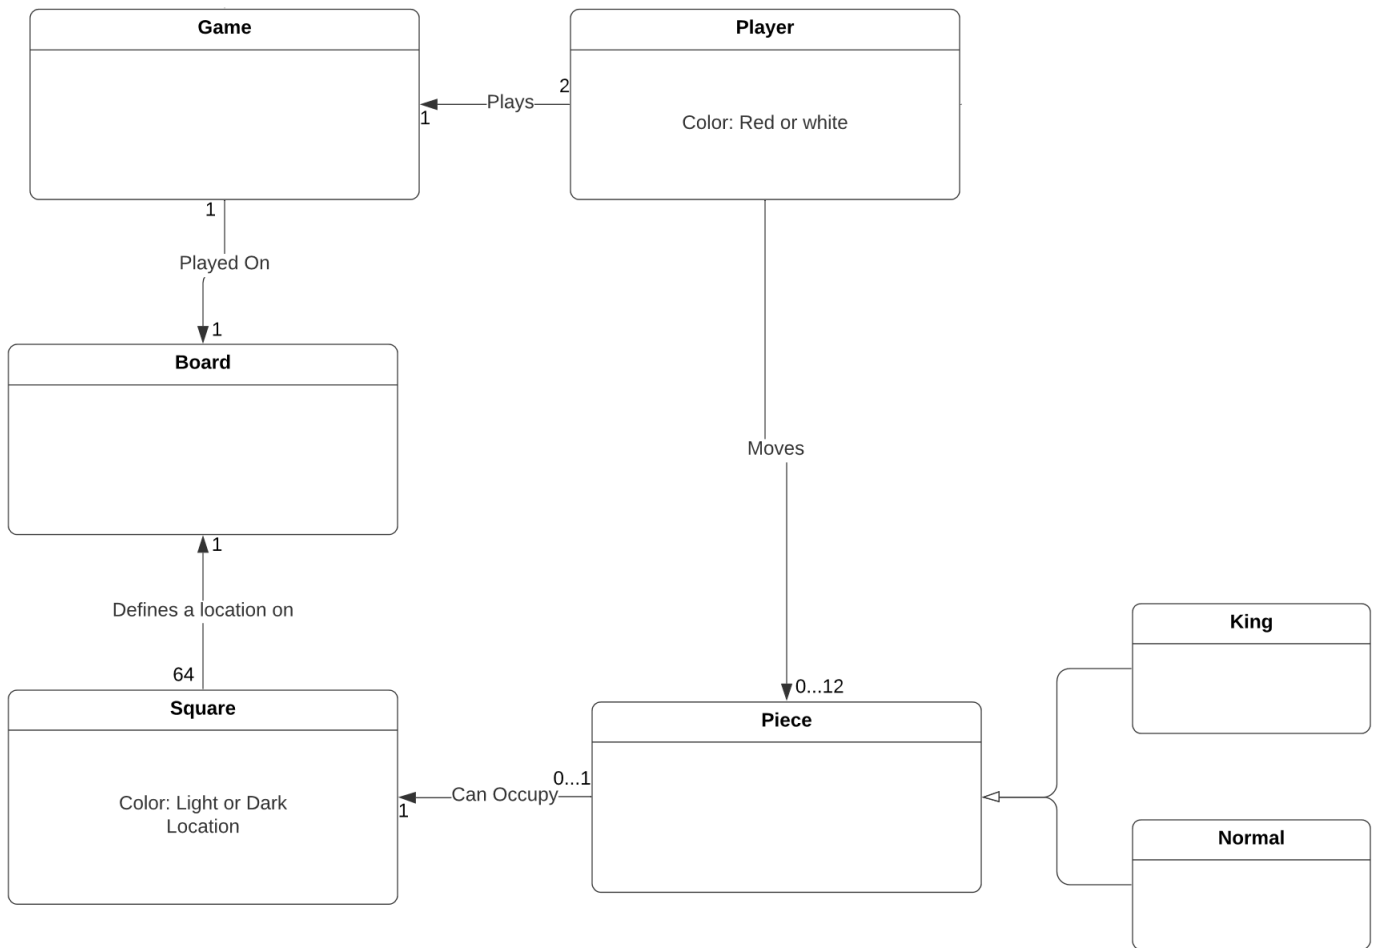 Game
Player
2
Plays
1
Color: Red or white
1
Played On
1
Board
Moves
1
Defines a location on
64
Square
Color: Light or Dark
Location
0...12
Piece
0...1
Can Occupy
1
King
Normal